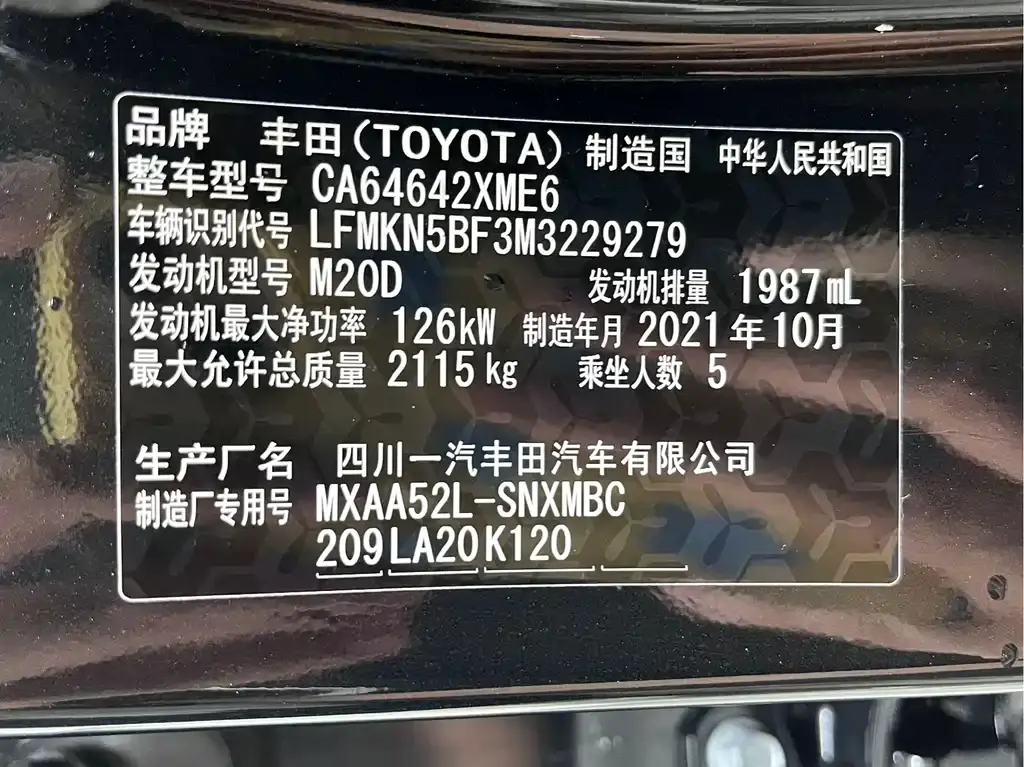 品牌 丰田(TOYOTA) 制造国 中华人民共和国
整车型号 CA64642XME6
车辆识别代号 LFMKN5BF3M3229279
发动机型号 M20D 发动机排量 1987mL
发动机最大净功率 126kW 制造年月 2021年10月
最大允许总质量 2115kg 乘坐人数 5
生产厂名 四川一汽丰田汽车有限公司
制造厂专用号 MXAA52L-SNXMBC
209 LA20 K120